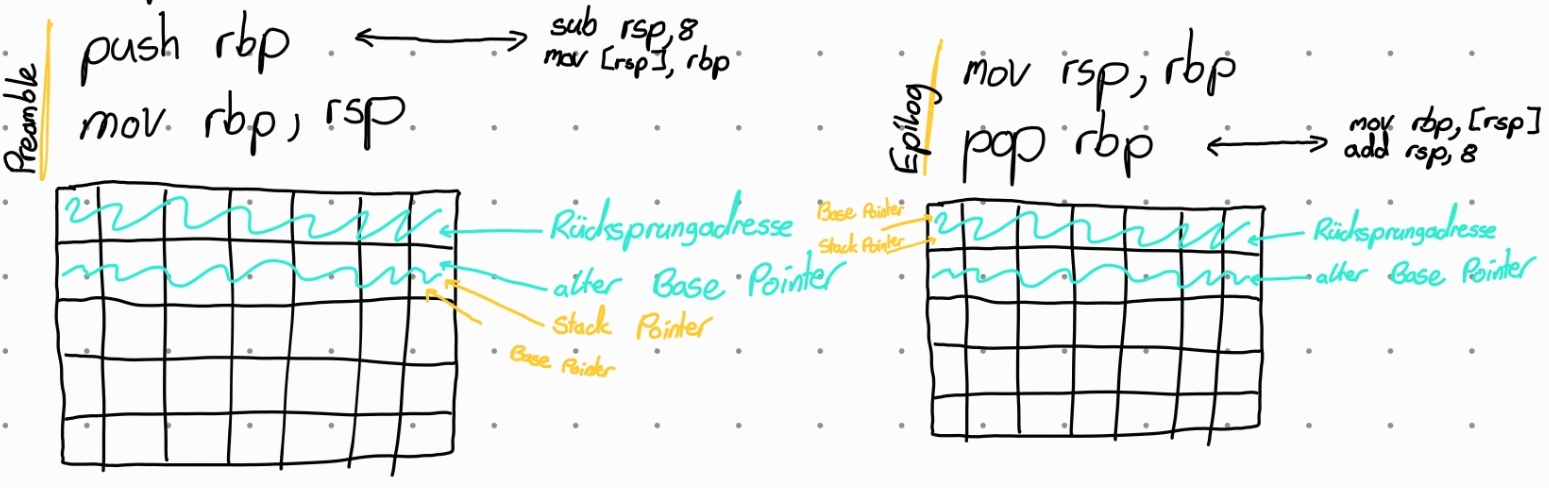 Preamble
push rbp
mov rbp, rsp
sub rsp, 8
mov [rsp], rbp
Rücksprungadresse
alter Base Pointer
Stack Pointer
Base Pointer
Epilog
mov rsp, rbp
pop rbp
mov rbp, [rsp]
add rsp, 8
Base Pointer
Stack Pointer
Rücksprungadresse
alter Base Pointer